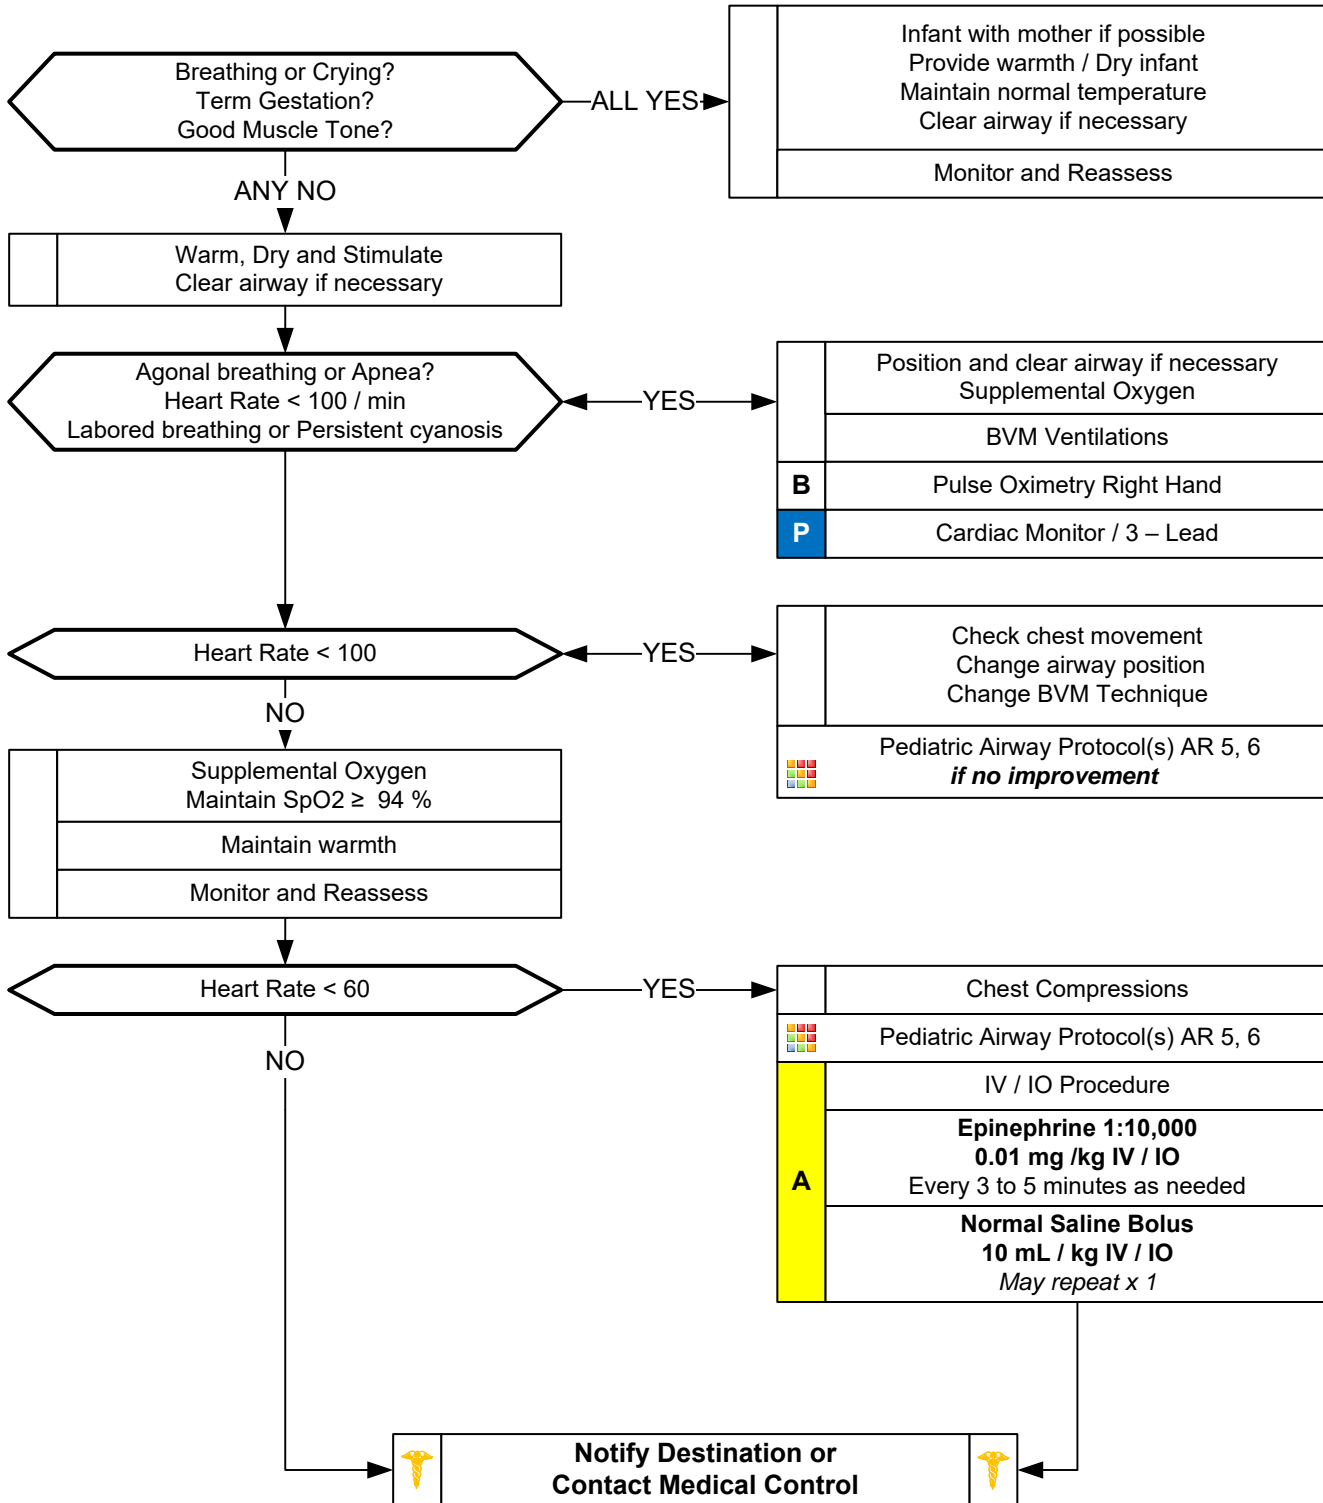 Breathing or Crying?
Term Gestation?
Good Muscle Tone?
ALL YES
Infant with mother if possible
Provide warmth / Dry infant
Maintain normal temperature
Clear airway if necessary
Monitor and Reassess
ANY NO
Warm, Dry and Stimulate
Clear airway if necessary
Agonal breathing or Apnea?
Heart Rate < 100 / min
Labored breathing or Persistent cyanosis
YES
Position and clear airway if necessary
Supplemental Oxygen
BVM Ventilations
B
Pulse Oximetry Right Hand
P
Cardiac Monitor / 3 – Lead
Heart Rate < 100
YES
Check chest movement
Change airway position
Change BVM Technique
Pediatric Airway Protocol(s) AR 5, 6
if no improvement
NO
Supplemental Oxygen
Maintain SpO2 ≥ 94 %
Maintain warmth
Monitor and Reassess
Heart Rate < 60
YES
Chest Compressions
Pediatric Airway Protocol(s) AR 5, 6
A
IV / IO Procedure
Epinephrine 1:10,000
0.01 mg /kg IV / IO
Every 3 to 5 minutes as needed
Normal Saline Bolus
10 mL / kg IV / IO
May repeat x 1
NO
Notify Destination or
Contact Medical Control